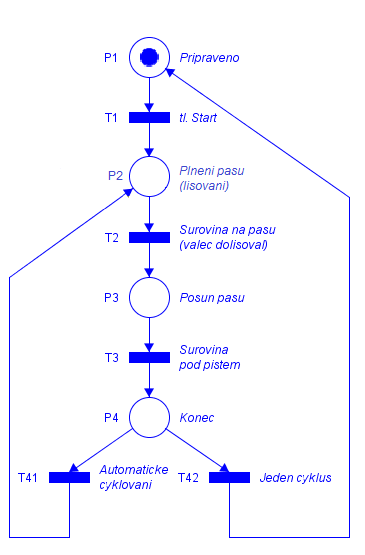 P1 Pripraveno
T1 tl. Start
P2 Plneni pasu
(lisovani)
T2 Surovina na pasu
(valec dolisoval)
P3 Posun pasu
T3 Surovina
pod pistem
P4 Konec
T41 Automaticke
cyklovani
T42 Jeden cyklus